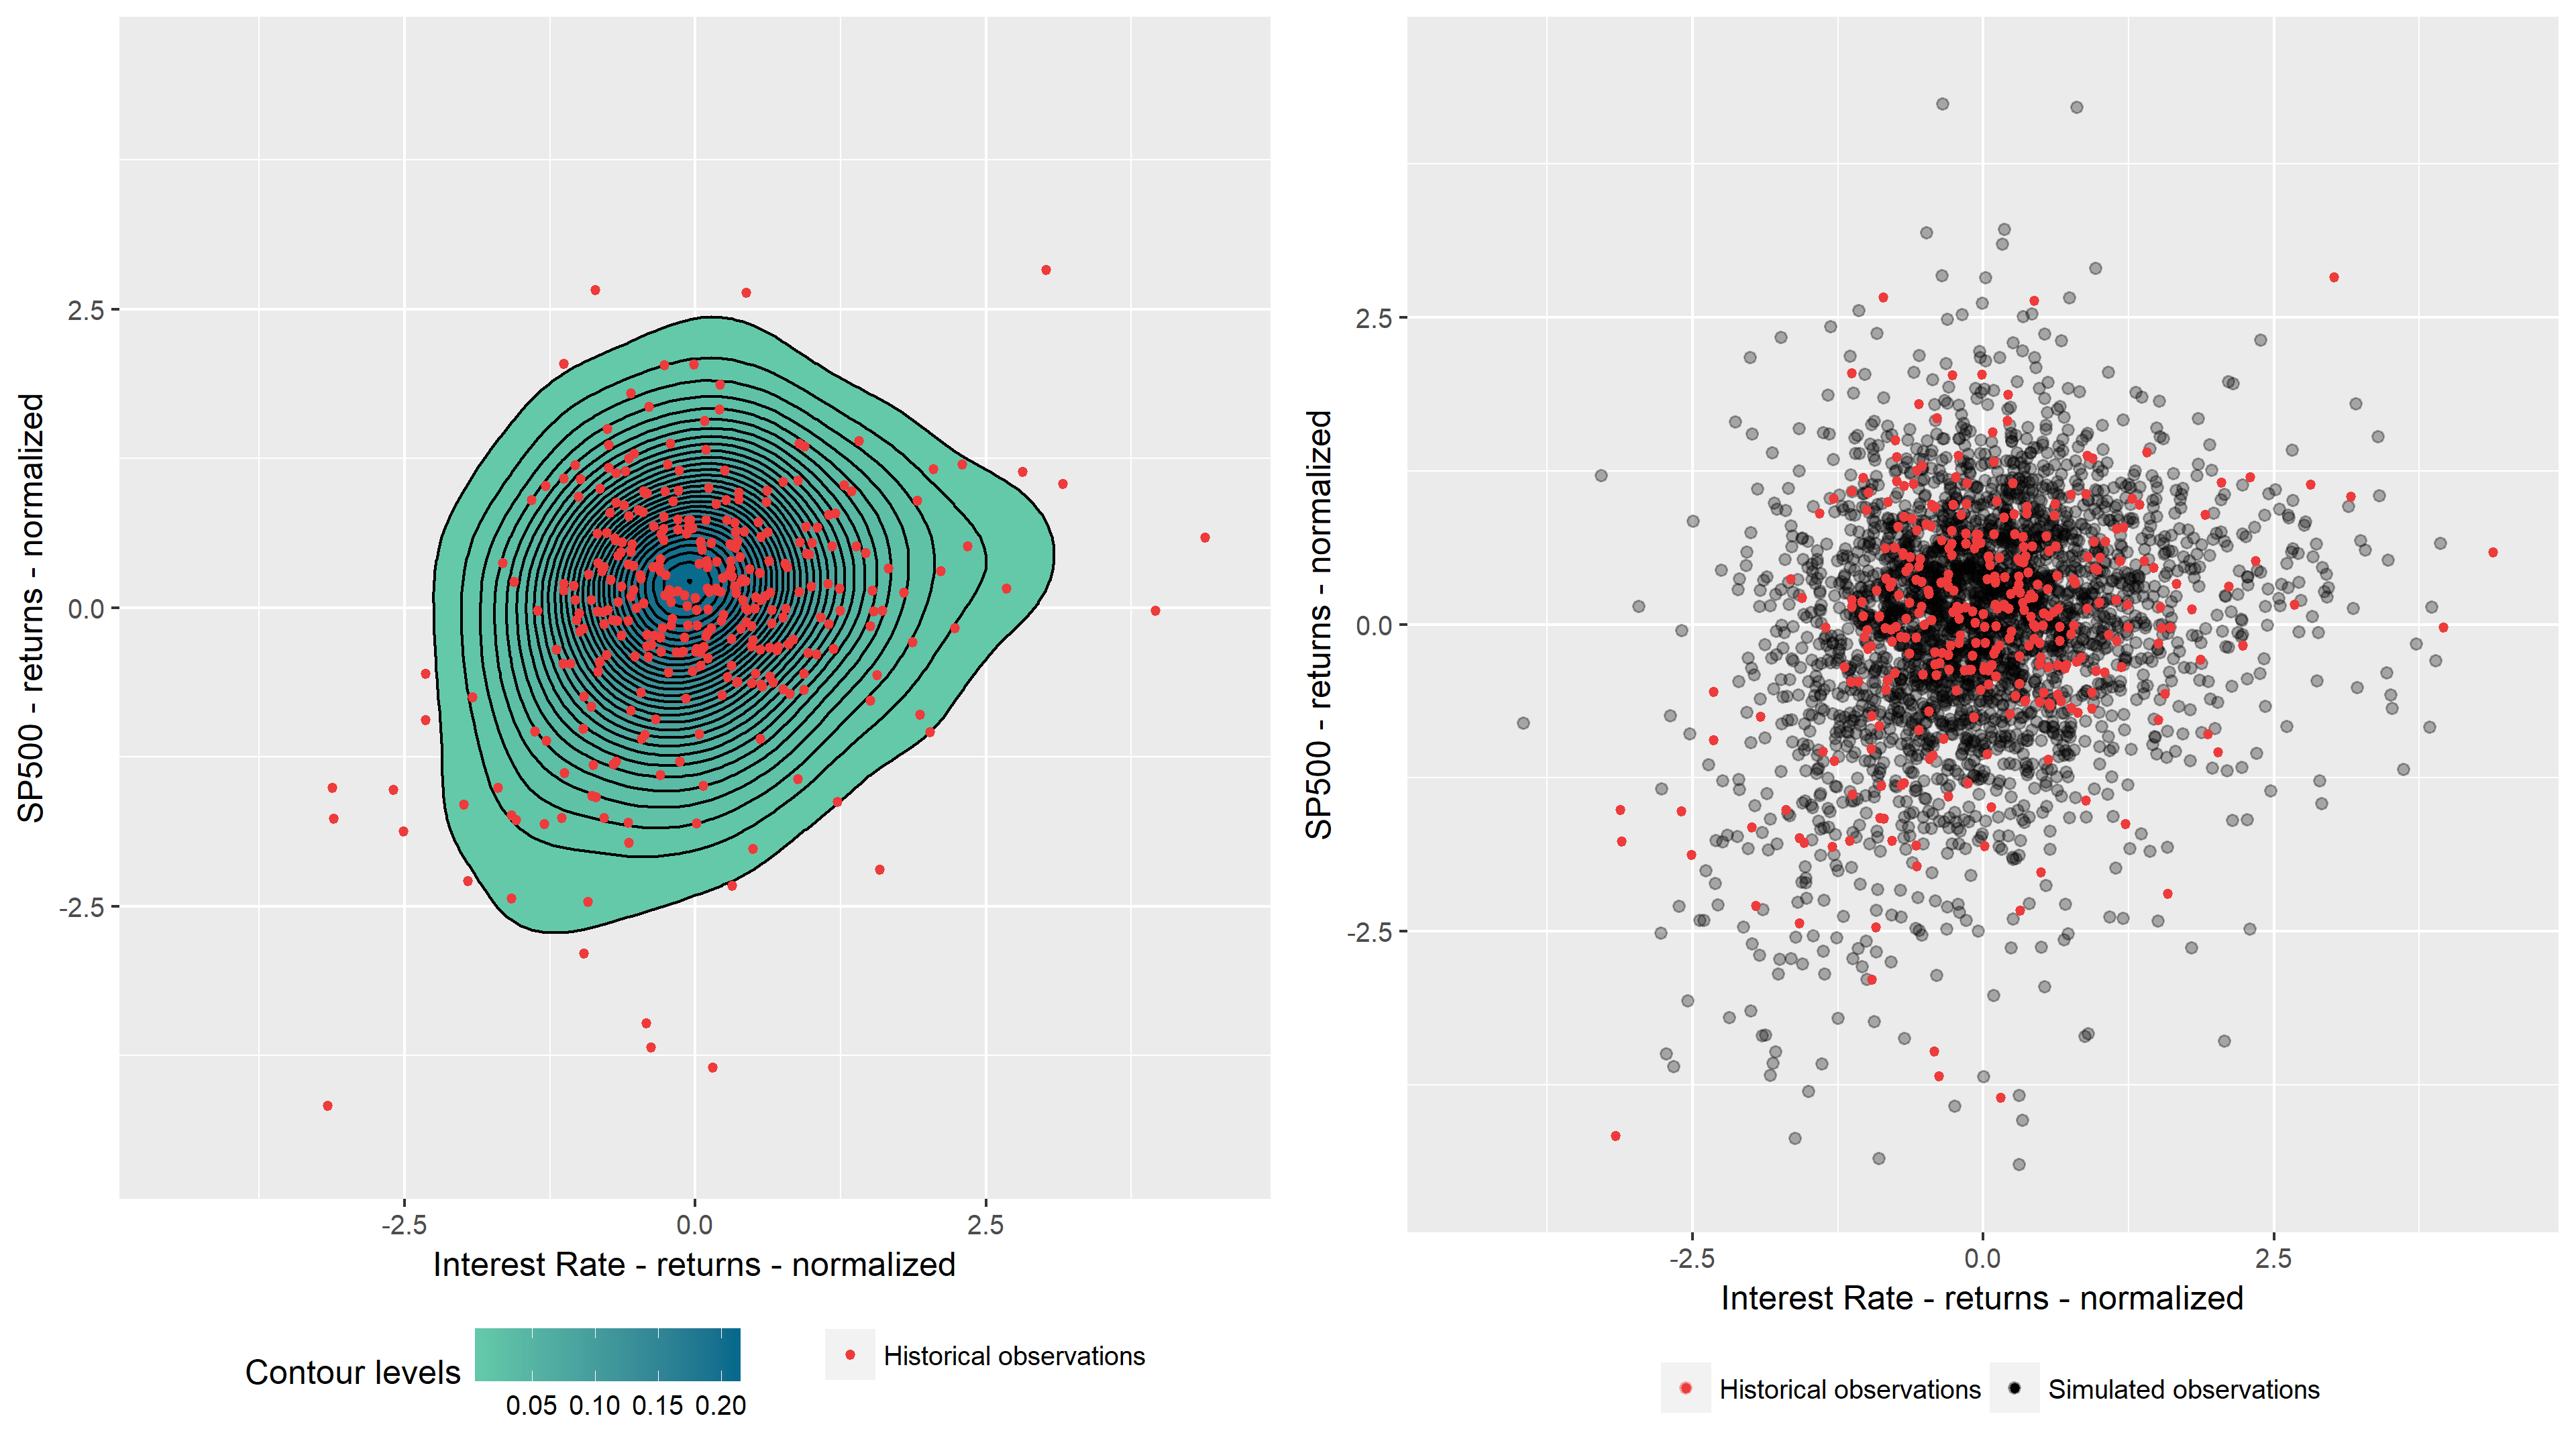 SP500 - returns - normalized
2.5
0.0
-2.5
-2.5 0.0 2.5
Interest Rate - returns - normalized
Contour levels
0.05 0.10 0.15 0.20
Historical observations
SP500 - returns - normalized
2.5
0.0
-2.5
-2.5 0.0 2.5
Interest Rate - returns - normalized
Historical observations Simulated observations